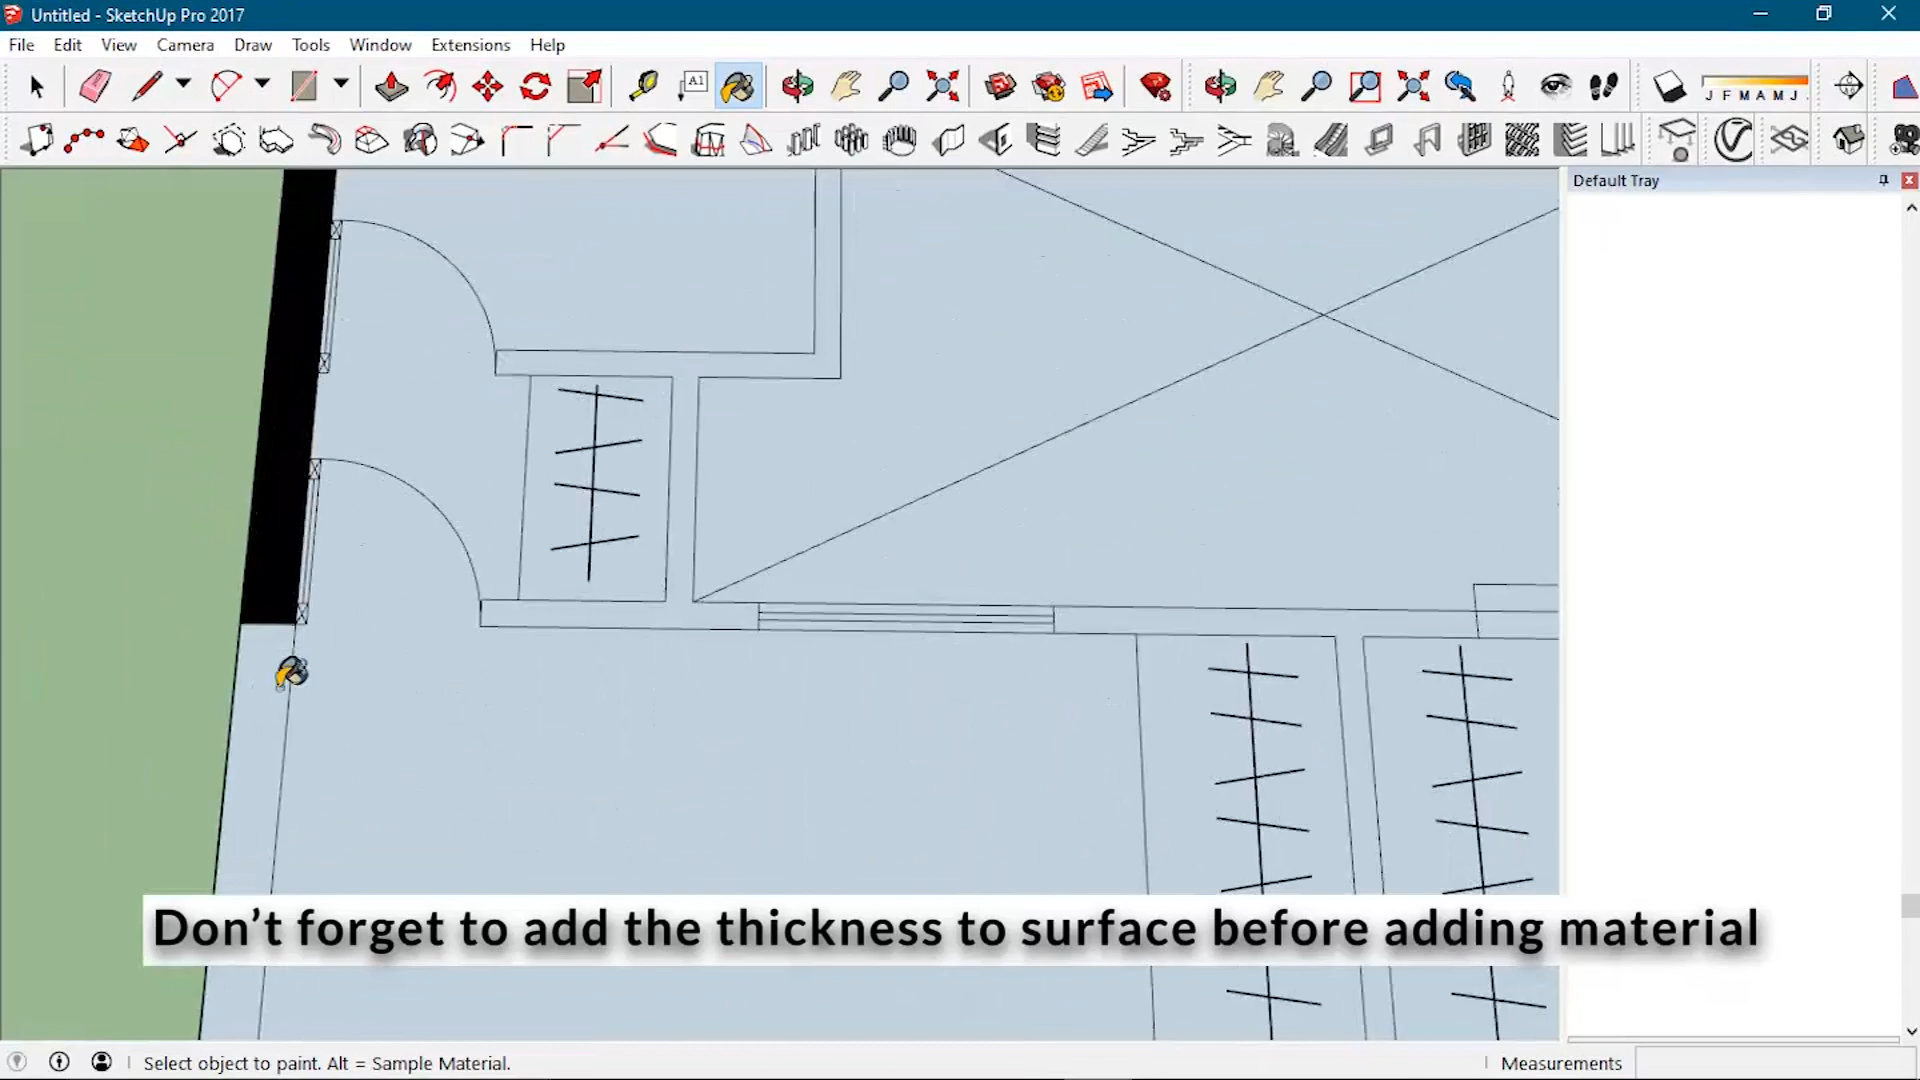 Untitled - SketchUp Pro 2017
File Edit View Camera Draw Tools Window Extensions Help
A1
J F M A M J
Default Tray
Don't forget to add the thickness to surface before adding material
Select object to paint. Alt = Sample Material.
Measurements